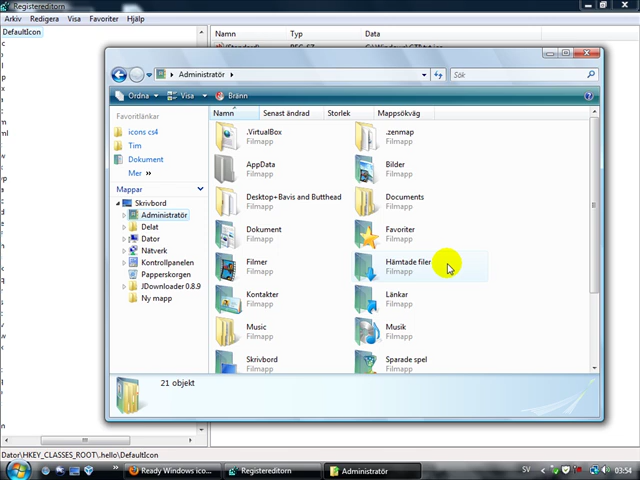 Registereditorn
Arkiv Redigera Visa Favoriter Hjälp
DefaultIcon
Namn Typ Data
Administratör
Sök
Ordna Visa Bränn
Favoritlänkar
icons cs4
Tim
Dokument
Mer »
Mappar
Skrivbord
Administratör
Delat
Dator
Nätverk
Kontrollpanelen
Papperskorgen
JDownloader 0.8.9
Ny mapp
Namn Senast ändrad Storlek Mappsökväg
.VirtualBox
Filmapp
.zenmap
Filmapp
AppData
Filmapp
Bilder
Filmapp
Desktop+Bavis and Butthead
Filmapp
Documents
Filmapp
Dokument
Filmapp
Favoriter
Filmapp
Filmer
Filmapp
Hämtade filer
Filmapp
Kontakter
Filmapp
Länkar
Filmapp
Music
Filmapp
Musik
Filmapp
Skrivbord
Filmapp
Sparade spel
Filmapp
21 objekt
Dator\HKEY_CLASSES_ROOT\.hello\DefaultIcon
Ready Windows ico...
Registereditorn
Administratör
SV
03:54